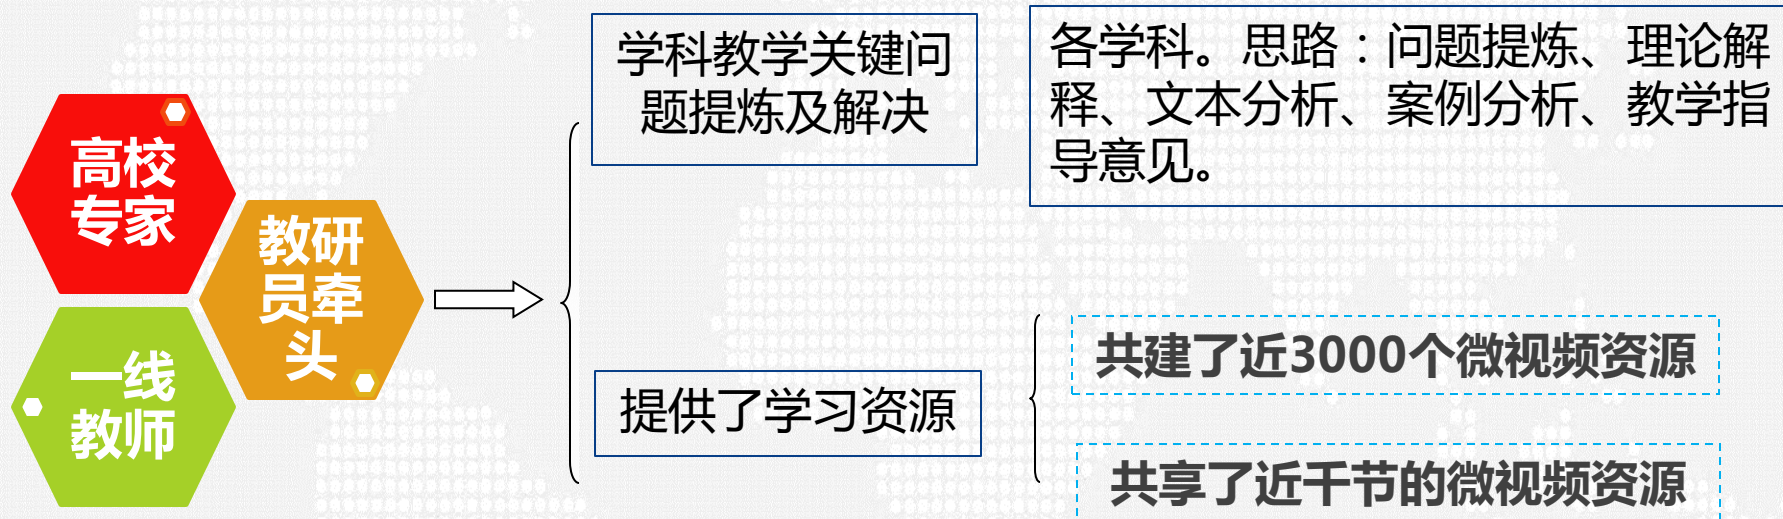 高校
专家
教研
员牵
头
一线
教师
学科教学关键问
题提炼及解决
各学科。思路：问题提炼、理论解
释、文本分析、案例分析、教学指
导意见。
提供了学习资源
共建了近3000个微视频资源
共享了近千节的微视频资源